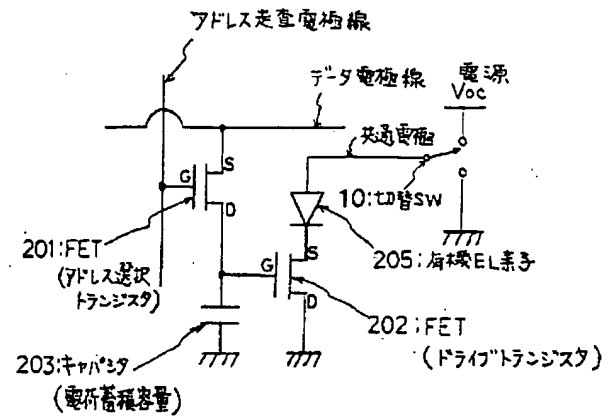 アドレス走査電極線
データ電極線
電源
Voc
共通電極
10:切替SW
G
S
D
201:FET
(アドレス選択
トランジスタ)
205:有機EL素子
G
S
D
202:FET
(ドライブトランジスタ)
203:キャパシタ
(電荷蓄積容量)